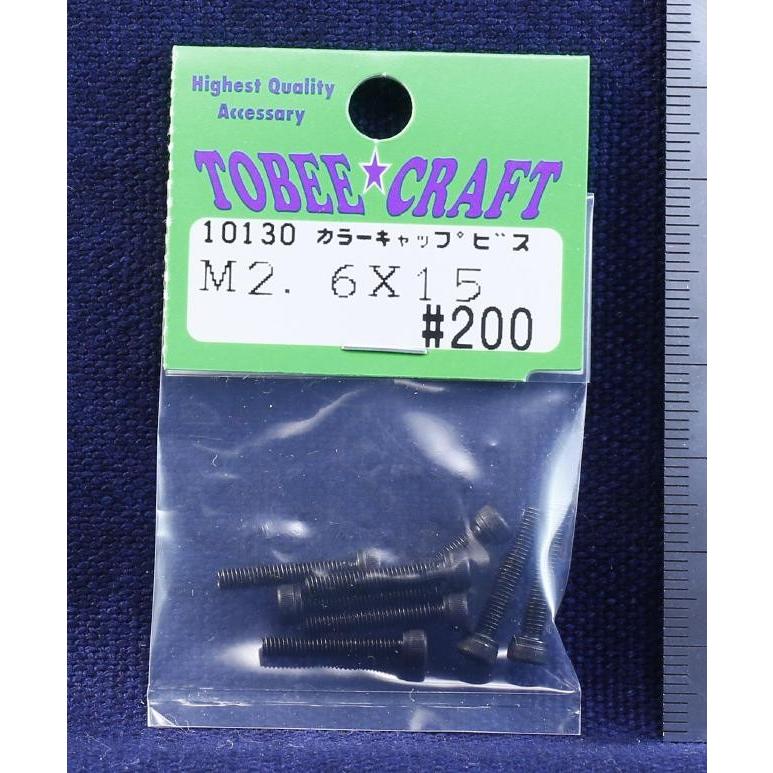 Highest Quality
Accessary
TOBEE★CRAFT
10130 カラーキャップビス
M2. 6X15
#200